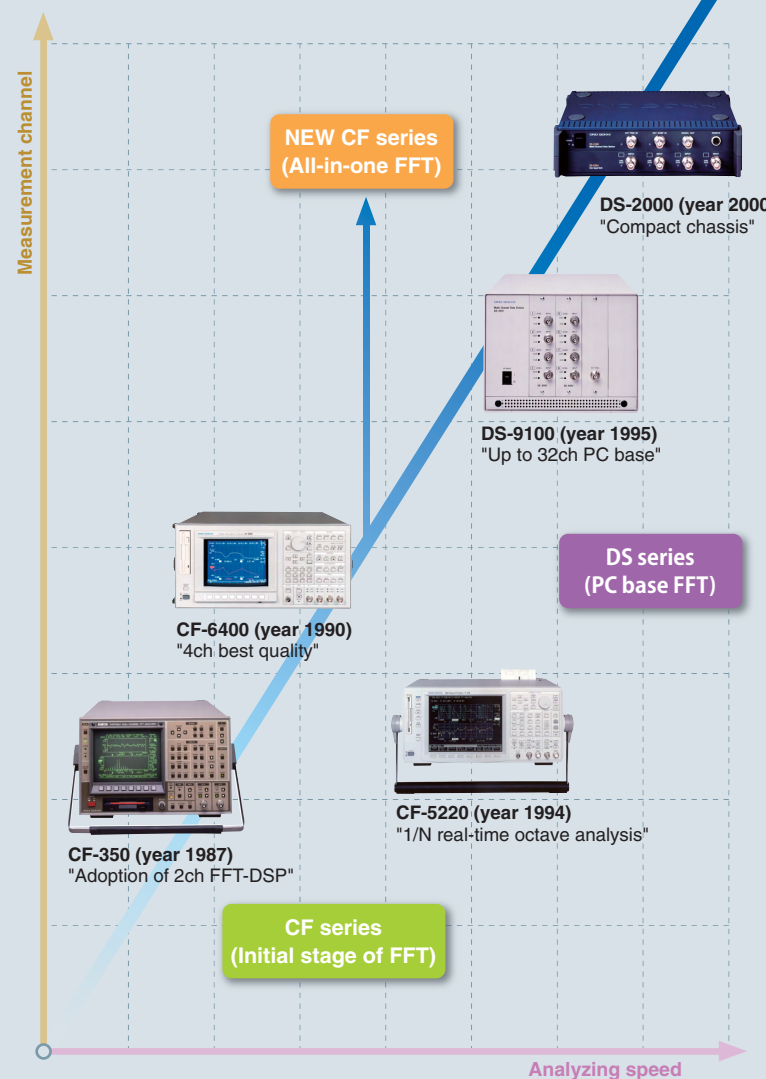 Measurement channel
NEW CF series
(All-in-one FFT)
DS-2000 (year 2000
"Compact chassis"
DS-9100 (year 1995)
"Up to 32ch PC base"
DS series
(PC base FFT)
CF-6400 (year 1990)
"4ch best quality"
CF-5220 (year 1994)
"1/N real-time octave analysis"
CF-350 (year 1987)
"Adoption of 2ch FFT-DSP"
CF series
(Initial stage of FFT)
Analyzing speed